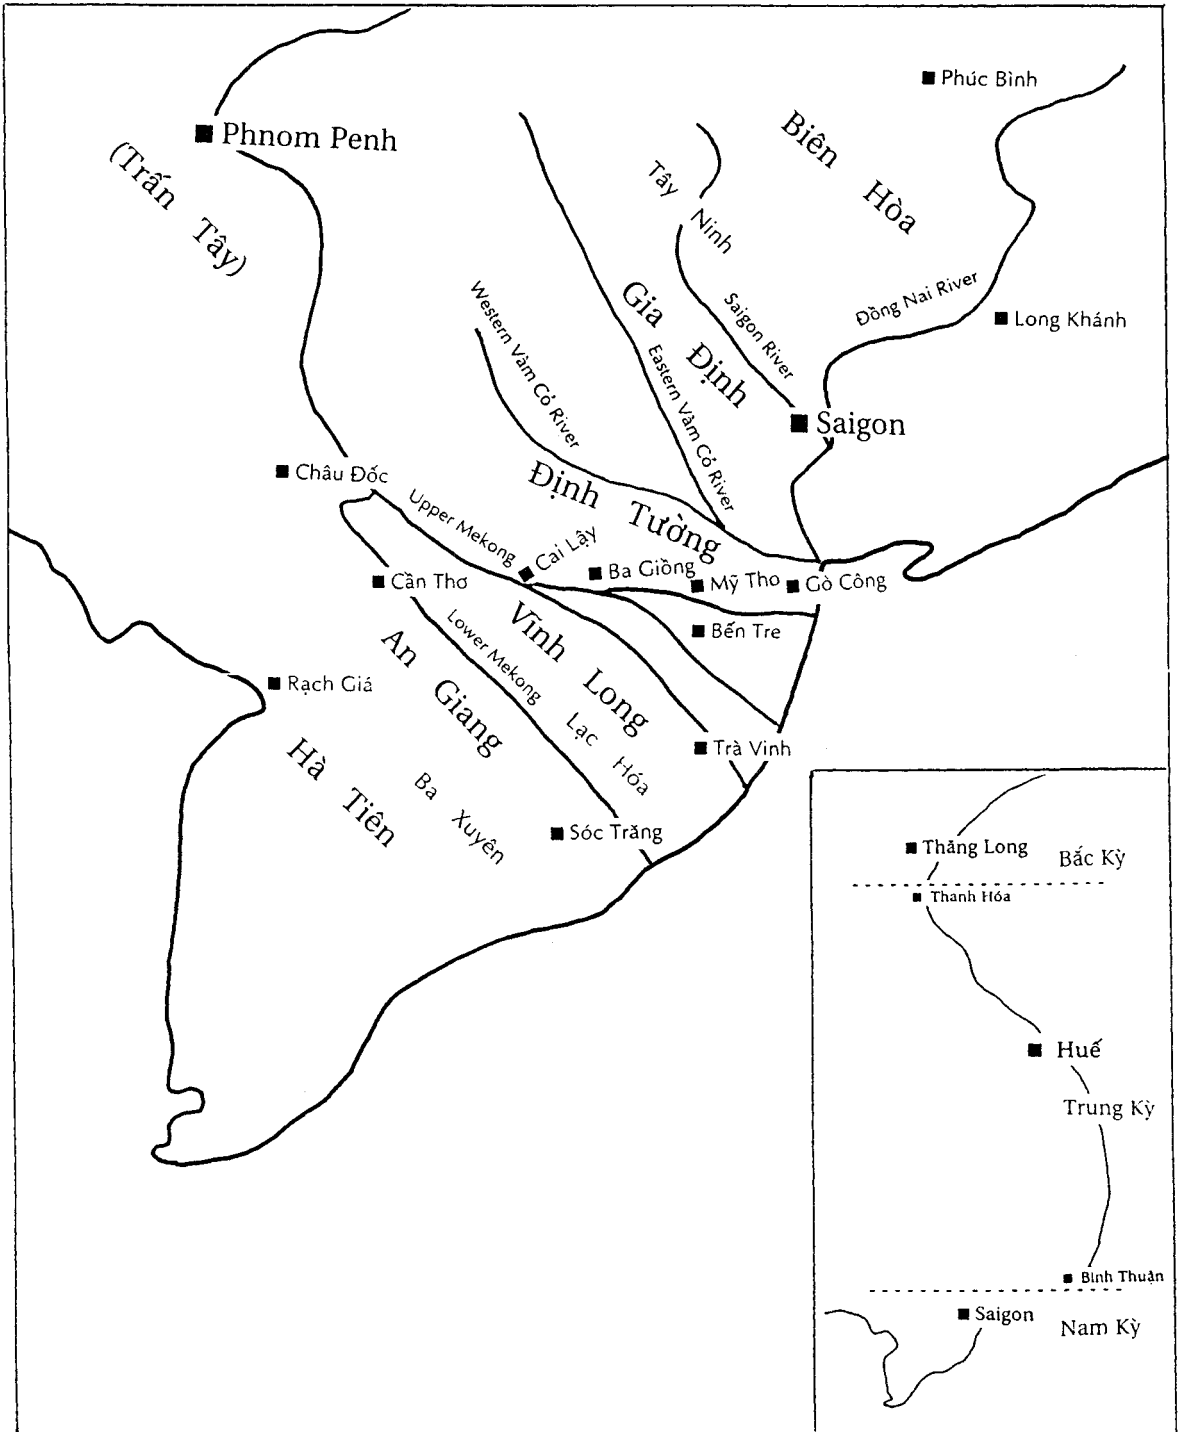 Phúc Bình
Phnom Penh
Biên Hòa
(Trấn Tây)
Tây Ninh
Gia Định
Saigon River
Đồng Nai River
Long Khánh
Western Vàm Cỏ River
Eastern Vàm Cỏ River
Saigon
Châu Đốc
Upper Mekong
Định Tường
Cai Lậy
Ba Giồng
Mỹ Tho
Gò Công
Cần Thơ
Bến Tre
Vĩnh Long
Lower Mekong
An Giang
Rạch Giá
Lạc Hóa
Trà Vinh
Hà Tiên
Ba Xuyên
Sóc Trăng
Thăng Long
Bắc Kỳ
Thanh Hóa
Huế
Trung Kỳ
Bình Thuận
Saigon
Nam Kỳ